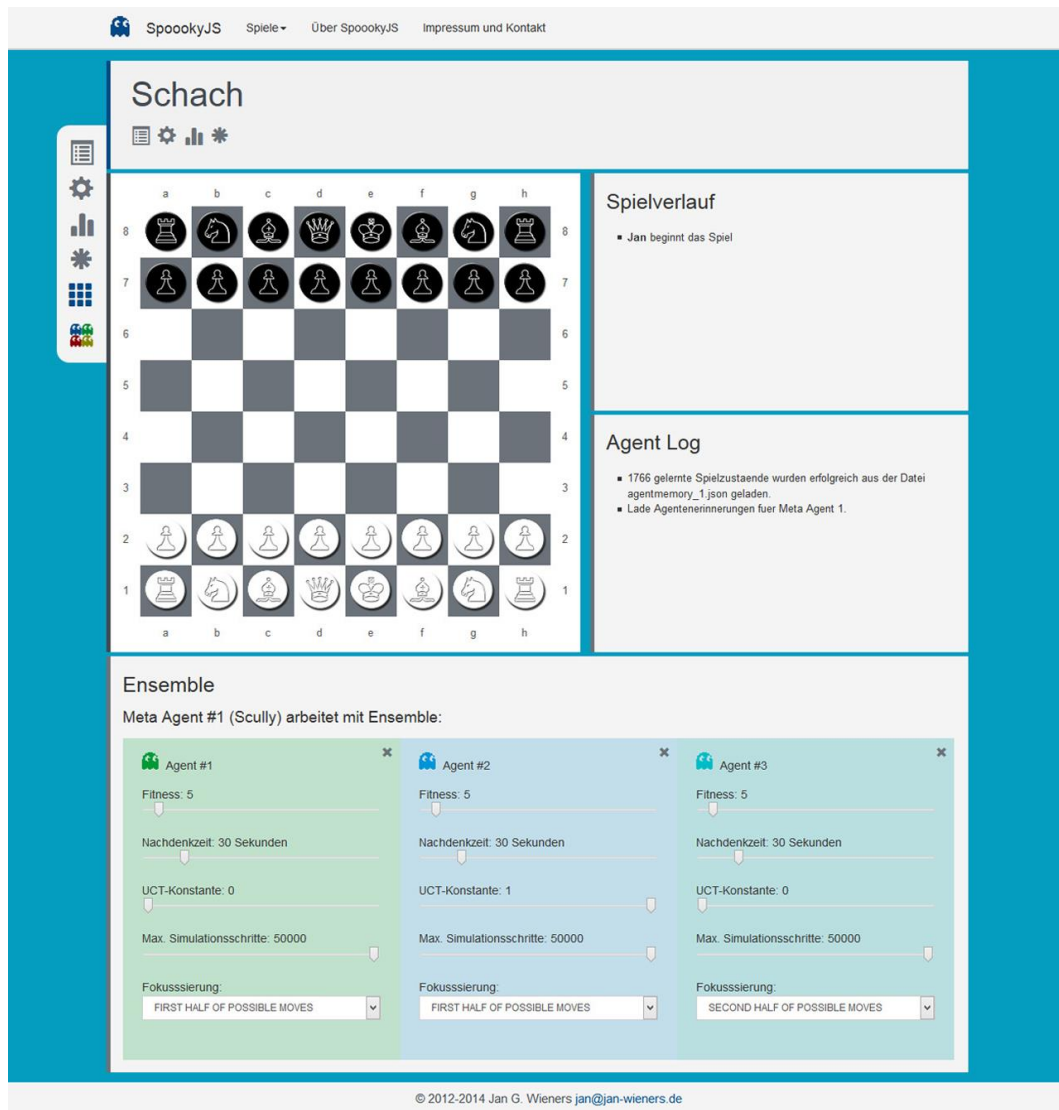 SpoookyJS Spiele Über SpoookyJS Impressum und Kontakt
Schach
a b c d e f g h
8 8
7 7
6 6
5 5
4 4
3 3
2 2
1 1
a b c d e f g h
Spielverlauf
Jan beginnt das Spiel
Agent Log
1766 gelernte Spielzustaende wurden erfolgreich aus der Datei
agentmemory_1.json geladen.
Lade Agentenerinnerungen fuer Meta Agent 1.
Ensemble
Meta Agent #1 (Scully) arbeitet mit Ensemble:
Agent #1
Fitness: 5
Nachdenkzeit: 30 Sekunden
UCT-Konstante: 0
Max. Simulationsschritte: 50000
Fokusssierung:
FIRST HALF OF POSSIBLE MOVES
Agent #2
Fitness: 5
Nachdenkzeit: 30 Sekunden
UCT-Konstante: 1
Max. Simulationsschritte: 50000
Fokusssierung:
FIRST HALF OF POSSIBLE MOVES
Agent #3
Fitness: 5
Nachdenkzeit: 30 Sekunden
UCT-Konstante: 0
Max. Simulationsschritte: 50000
Fokusssierung:
SECOND HALF OF POSSIBLE MOVES
© 2012-2014 Jan G. Wieners jan@jan-wieners.de